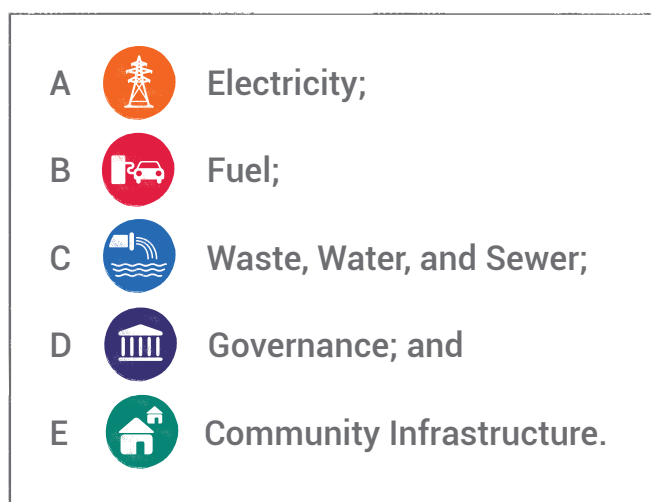 A Electricity;
B Fuel;
C Waste, Water, and Sewer;
D Governance; and
E Community Infrastructure.